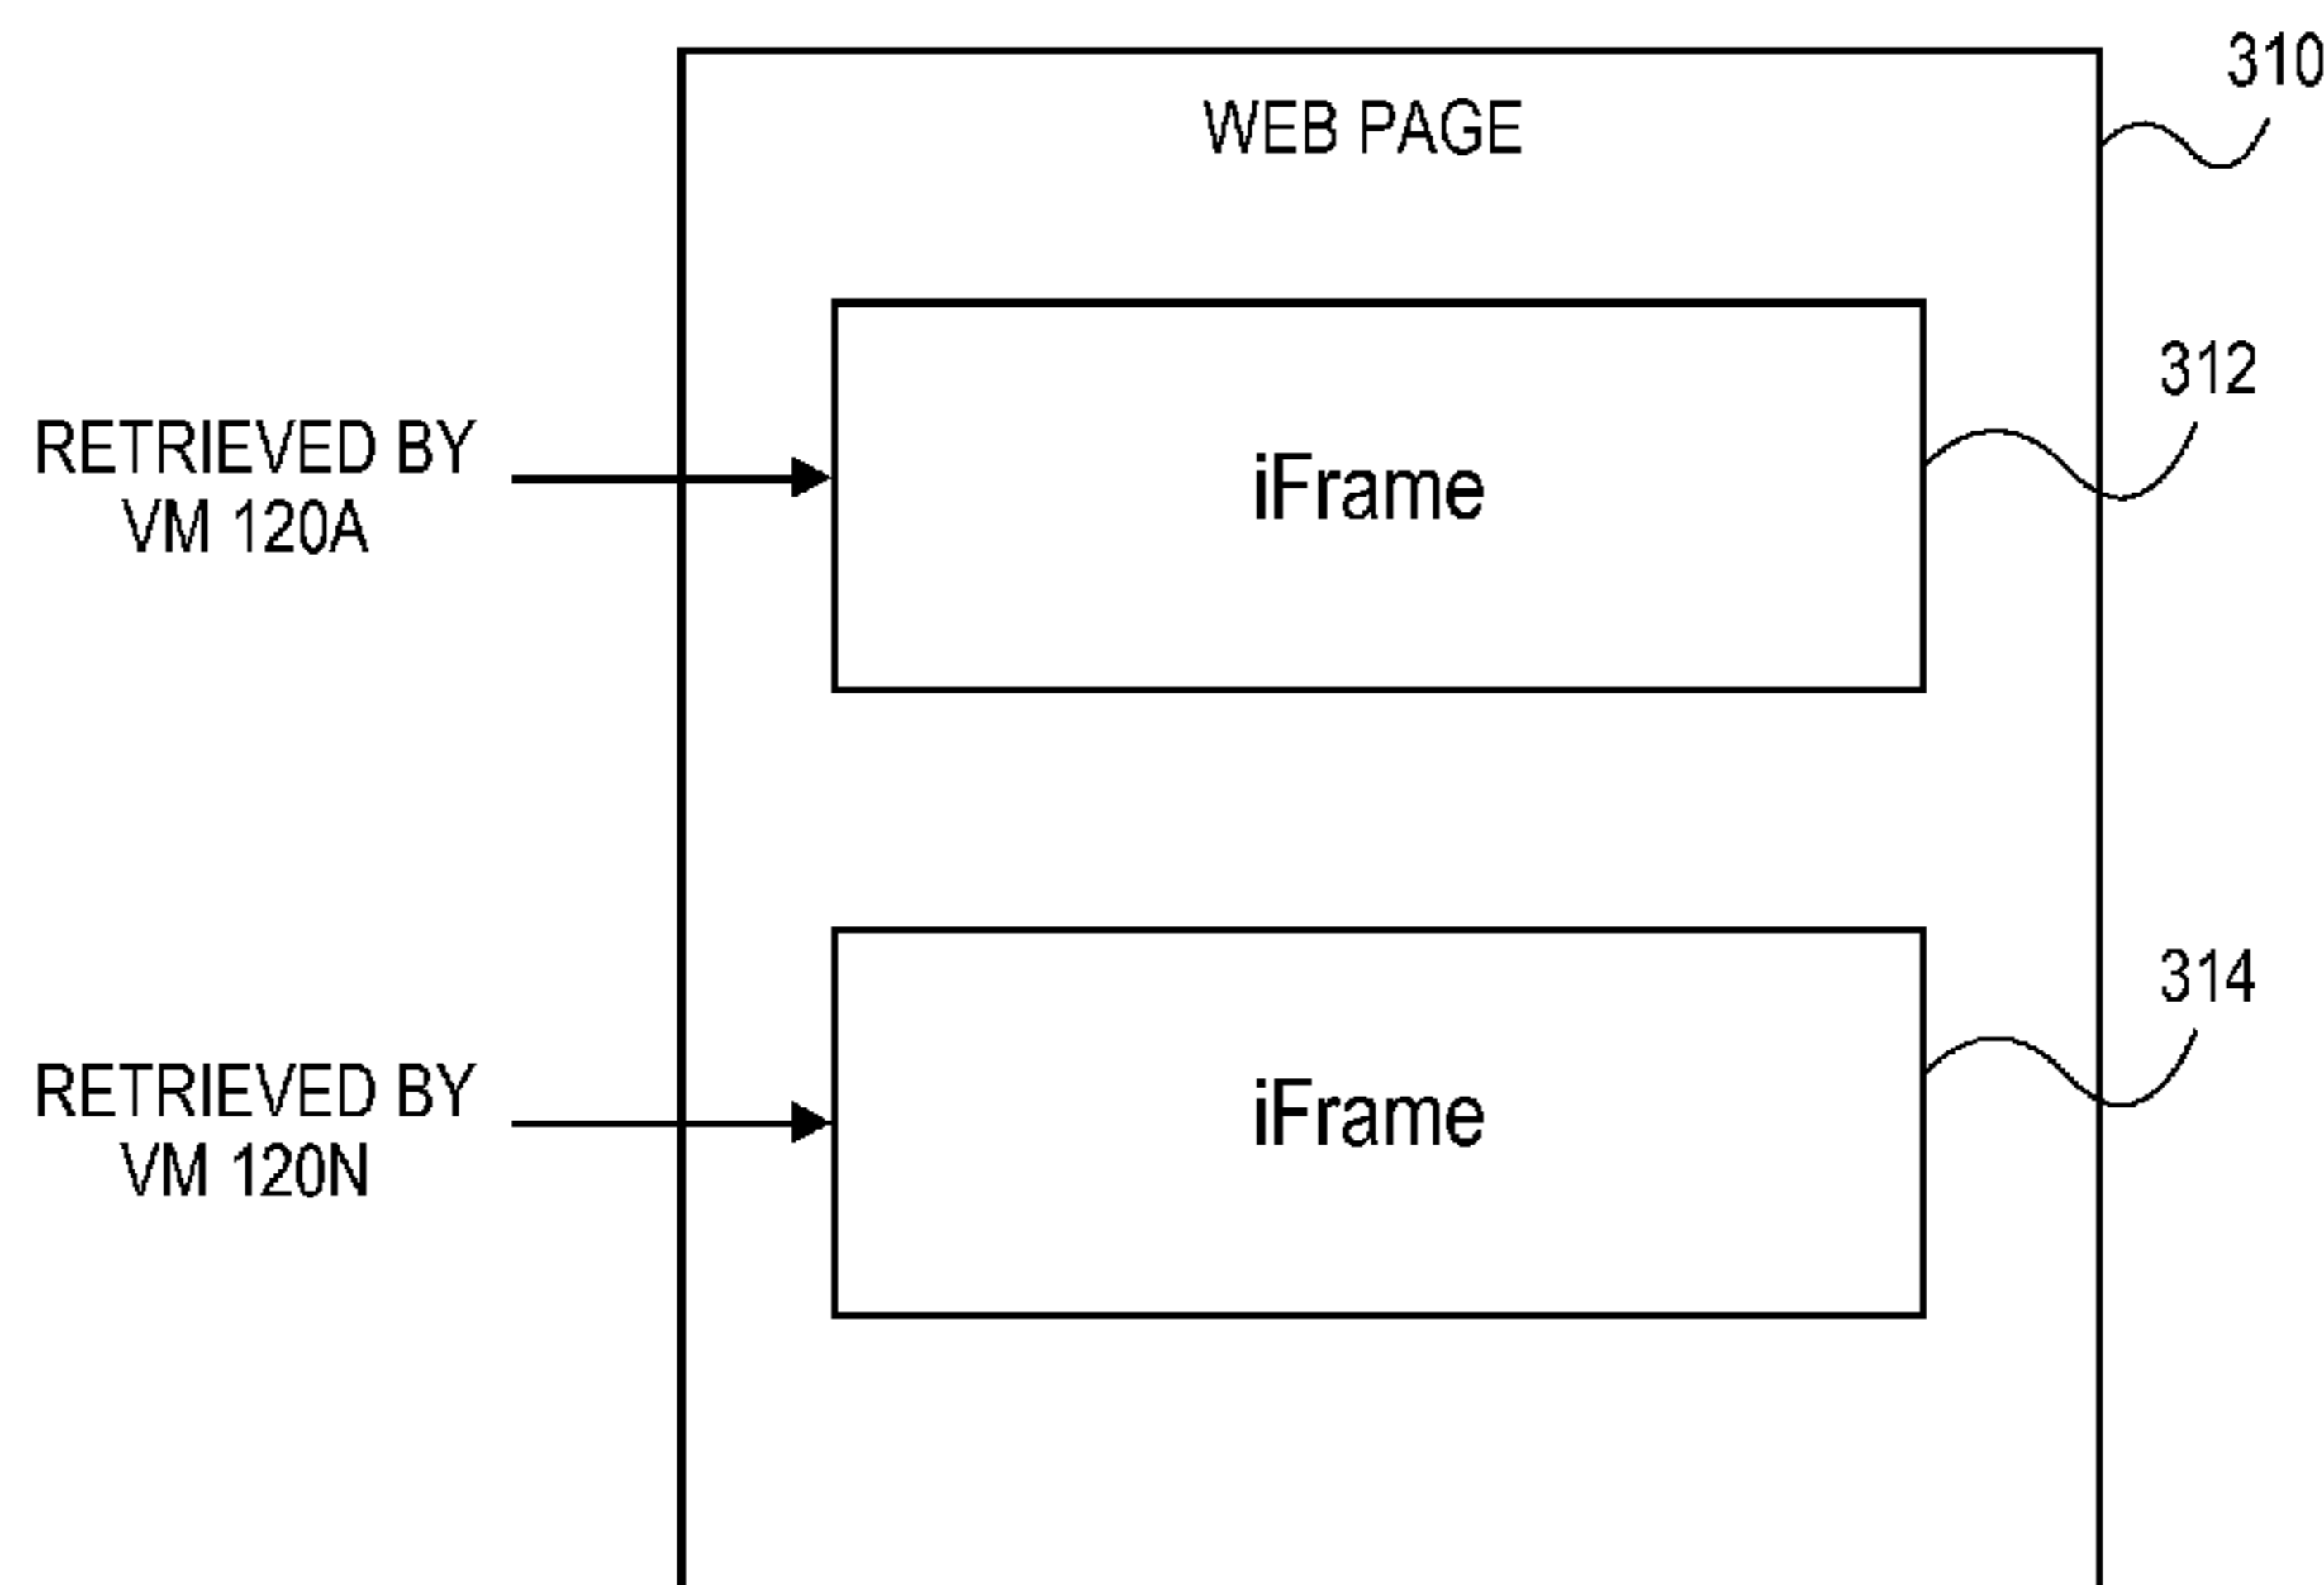 310
WEB PAGE
312
RETRIEVED BY
VM 120A
iFrame
314
RETRIEVED BY
VM 120N
iFrame